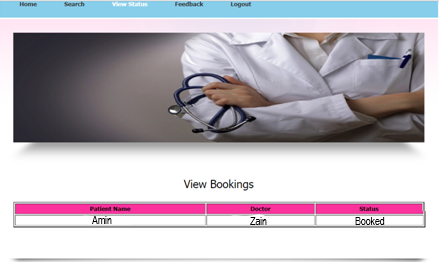 Home Search View Status Feedback Logout
View Bookings
Patient Name Doctor Status
Amin Zain Booked